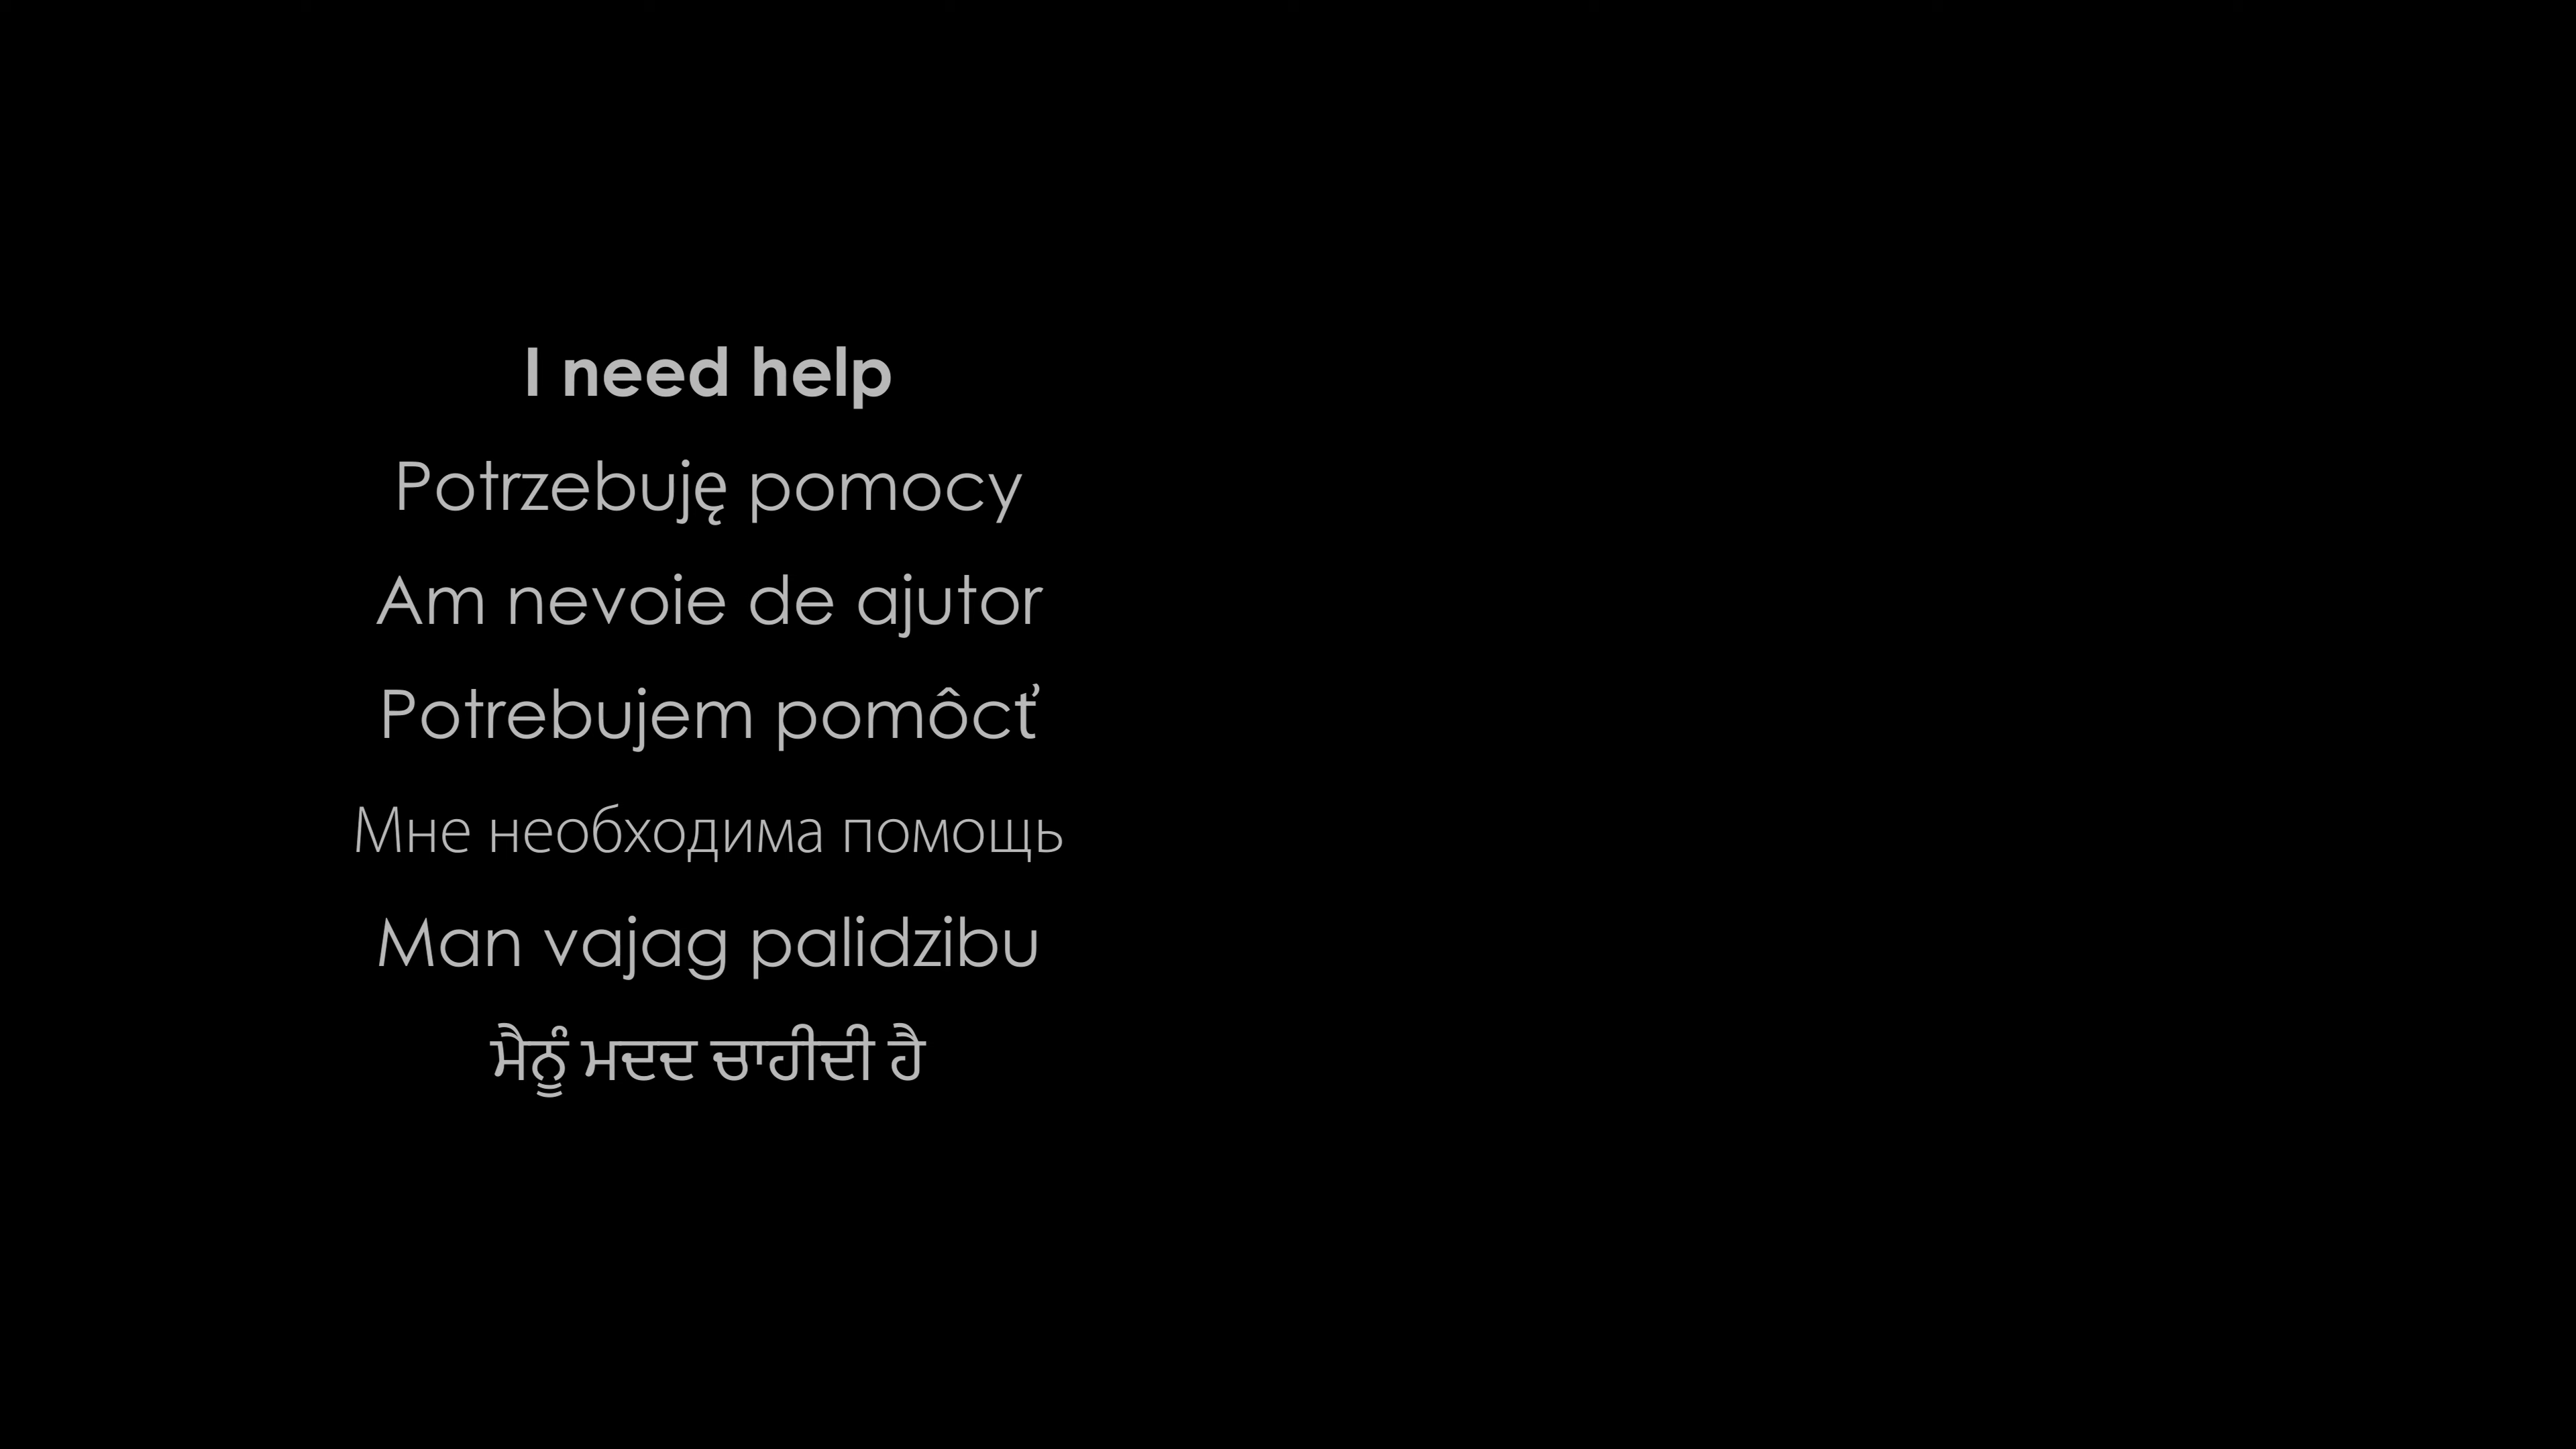 I need help
Potrzebuję pomocy
Am nevoie de ajutor
Potrebujem pomôcť
Мне необходима помощь
Man vajag palidzibu
ਮੈਨੂੰ ਮਦਦ ਚਾਹੀਦੀ ਹੈ